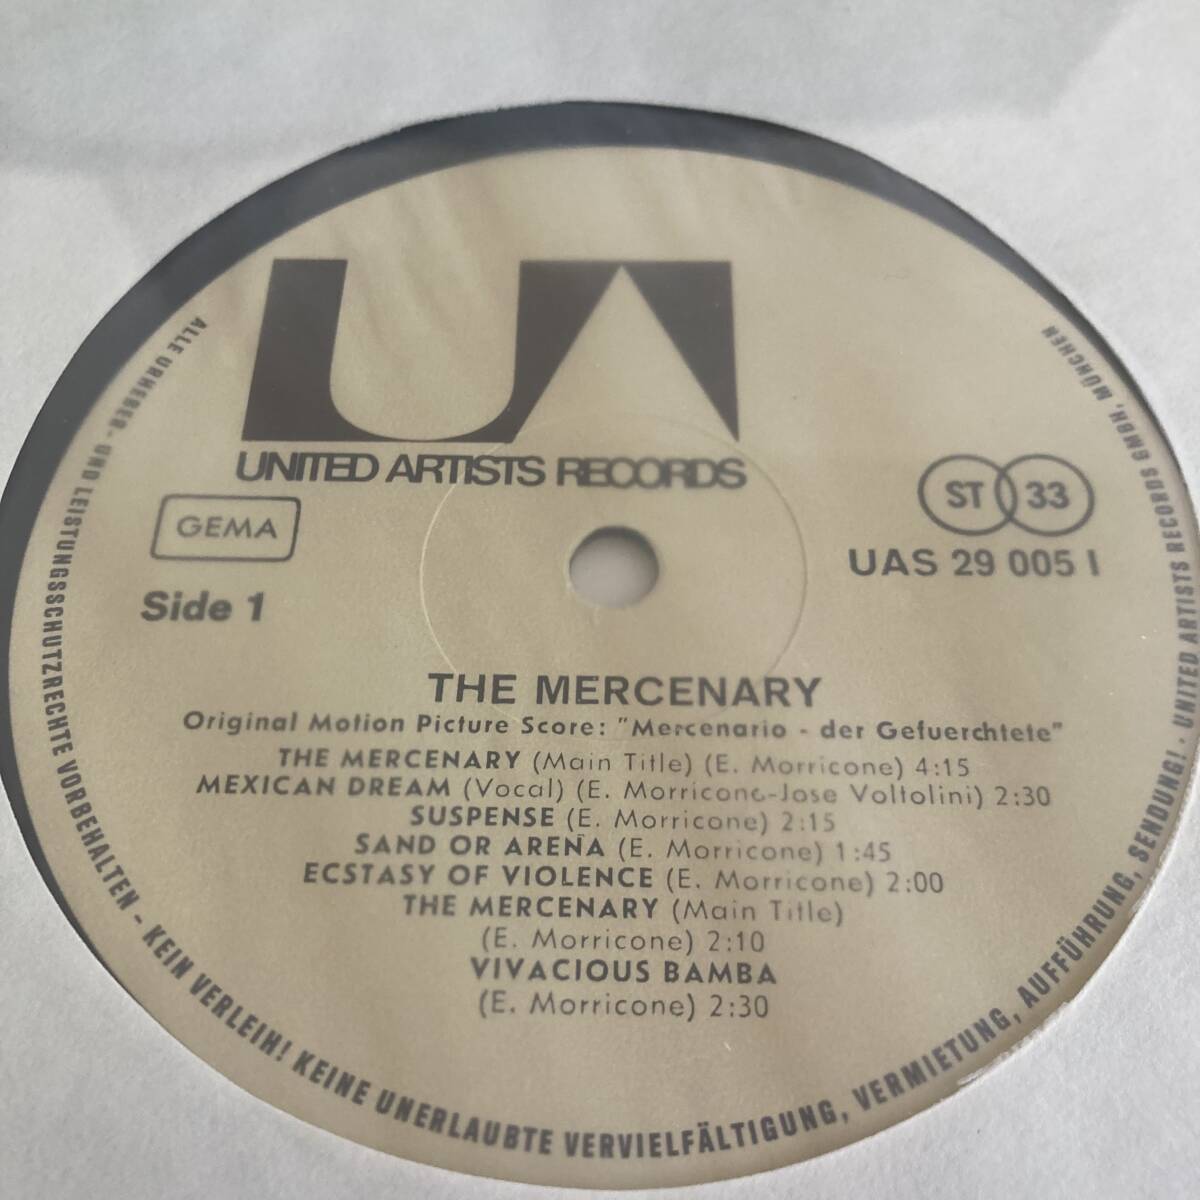 UA
UNITED ARTISTS RECORDS
GEMA
ST 33
UAS 29 005 I
Side 1
THE MERCENARY
Original Motion Picture Score: "Mercenario - der Gefuerchtete"
THE MERCENARY (Main Title) (E. Morricone) 4:15
MEXICAN DREAM (Vocal) (E. Morricone-Jose Voltolini) 2:30
SUSPENSE (E. Morricone) 2:15
SAND OR AREÑA (E. Morricone) 1:45
ECSTASY OF VIOLENCE (E. Morricone) 2:00
THE MERCENARY (Main Title)
(E. Morricone) 2:10
VIVACIOUS BAMBA
(E. Morricone) 2:30
ALLE URHEBER- UND LEISTUNGSSCHUTZRECHTE VORBEHALTEN - KEIN VERLEIH! KEINE UNERLAUBTE VERVIELFÄLTIGUNG, VERMIETUNG, AUFFÜHRUNG, SENDUNG! - UNITED ARTISTS RECORDS GMBH, MÜNCHEN